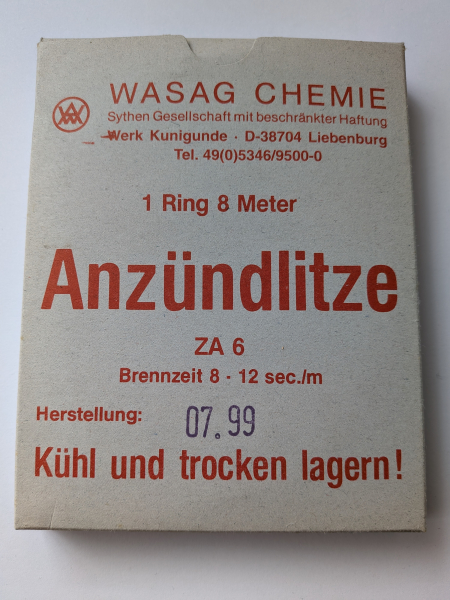 WASAG CHEMIE
Sythen Gesellschaft mit beschränkter Haftung
Werk Kunigunde · D-38704 Liebenburg
Tel. 49(0)5346/9500-0
1 Ring 8 Meter
Anzündlitze
ZA 6
Brennzeit 8 - 12 sec./m
Herstellung: 07.99
Kühl und trocken lagern!